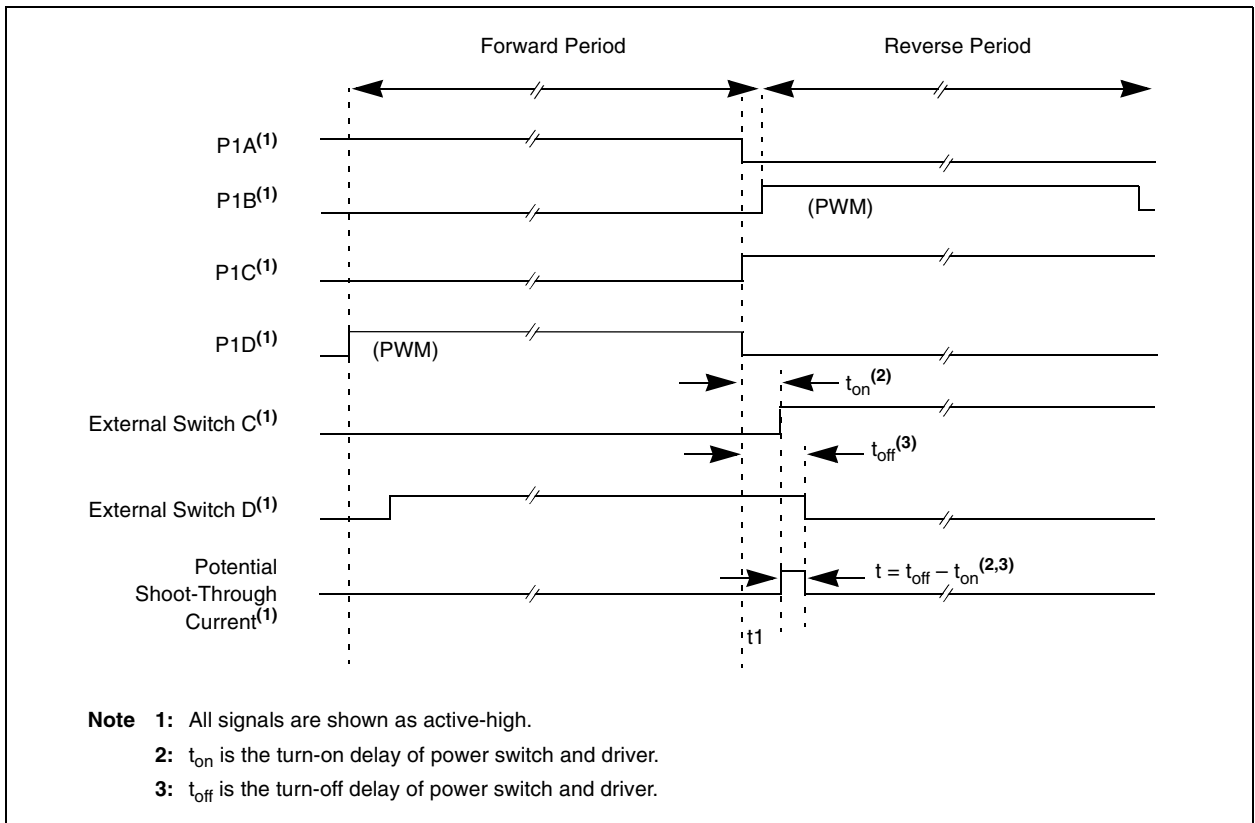 Forward Period
Reverse Period
P1A(1)
P1B(1)
(PWM)
P1C(1)
P1D(1)
(PWM)
ton(2)
External Switch C(1)
toff(3)
External Switch D(1)
Potential
Shoot-Through
Current(1)
t = toff – ton(2,3)
t1
Note 1: All signals are shown as active-high.
2: ton is the turn-on delay of power switch and driver.
3: toff is the turn-off delay of power switch and driver.